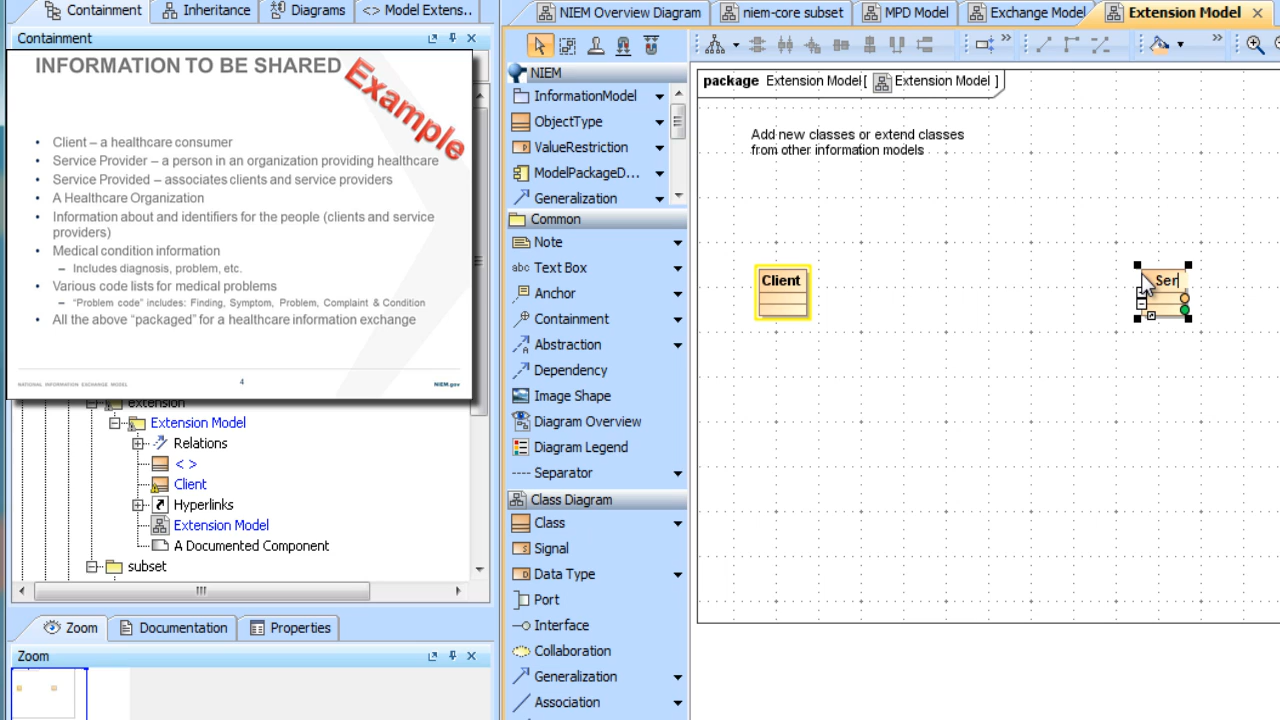 Containment
Inheritance
Diagrams
<> Model Extens..
Containment
INFORMATION TO BE SHARED
Example
• Client – a healthcare consumer
• Service Provider – a person in an organization providing healthcare
• Service Provided – associates clients and service providers
• A Healthcare Organization
• Information about and identifiers for the people (clients and service
providers)
• Medical condition information
– Includes diagnosis, problem, etc.
• Various code lists for medical problems
– “Problem code” includes: Finding, Symptom, Problem, Complaint & Condition
• All the above “packaged” for a healthcare information exchange
NATIONAL INFORMATION EXCHANGE MODEL
4
NIEM.gov
extension
Extension Model
Relations
< >
Client
Hyperlinks
Extension Model
A Documented Component
subset
Zoom
Documentation
Properties
Zoom
NIEM Overview Diagram
niem-core subset
MPD Model
Exchange Model
Extension Model
NIEM
InformationModel
ObjectType
ValueRestriction
ModelPackageD...
Generalization
Common
Note
abc Text Box
Anchor
Containment
Abstraction
Dependency
Image Shape
Diagram Overview
Diagram Legend
Separator
Class Diagram
Class
Signal
Data Type
Port
Interface
Collaboration
Generalization
Association
package Extension Model[ Extension Model ]
Add new classes or extend classes
from other information models
Client
Ser